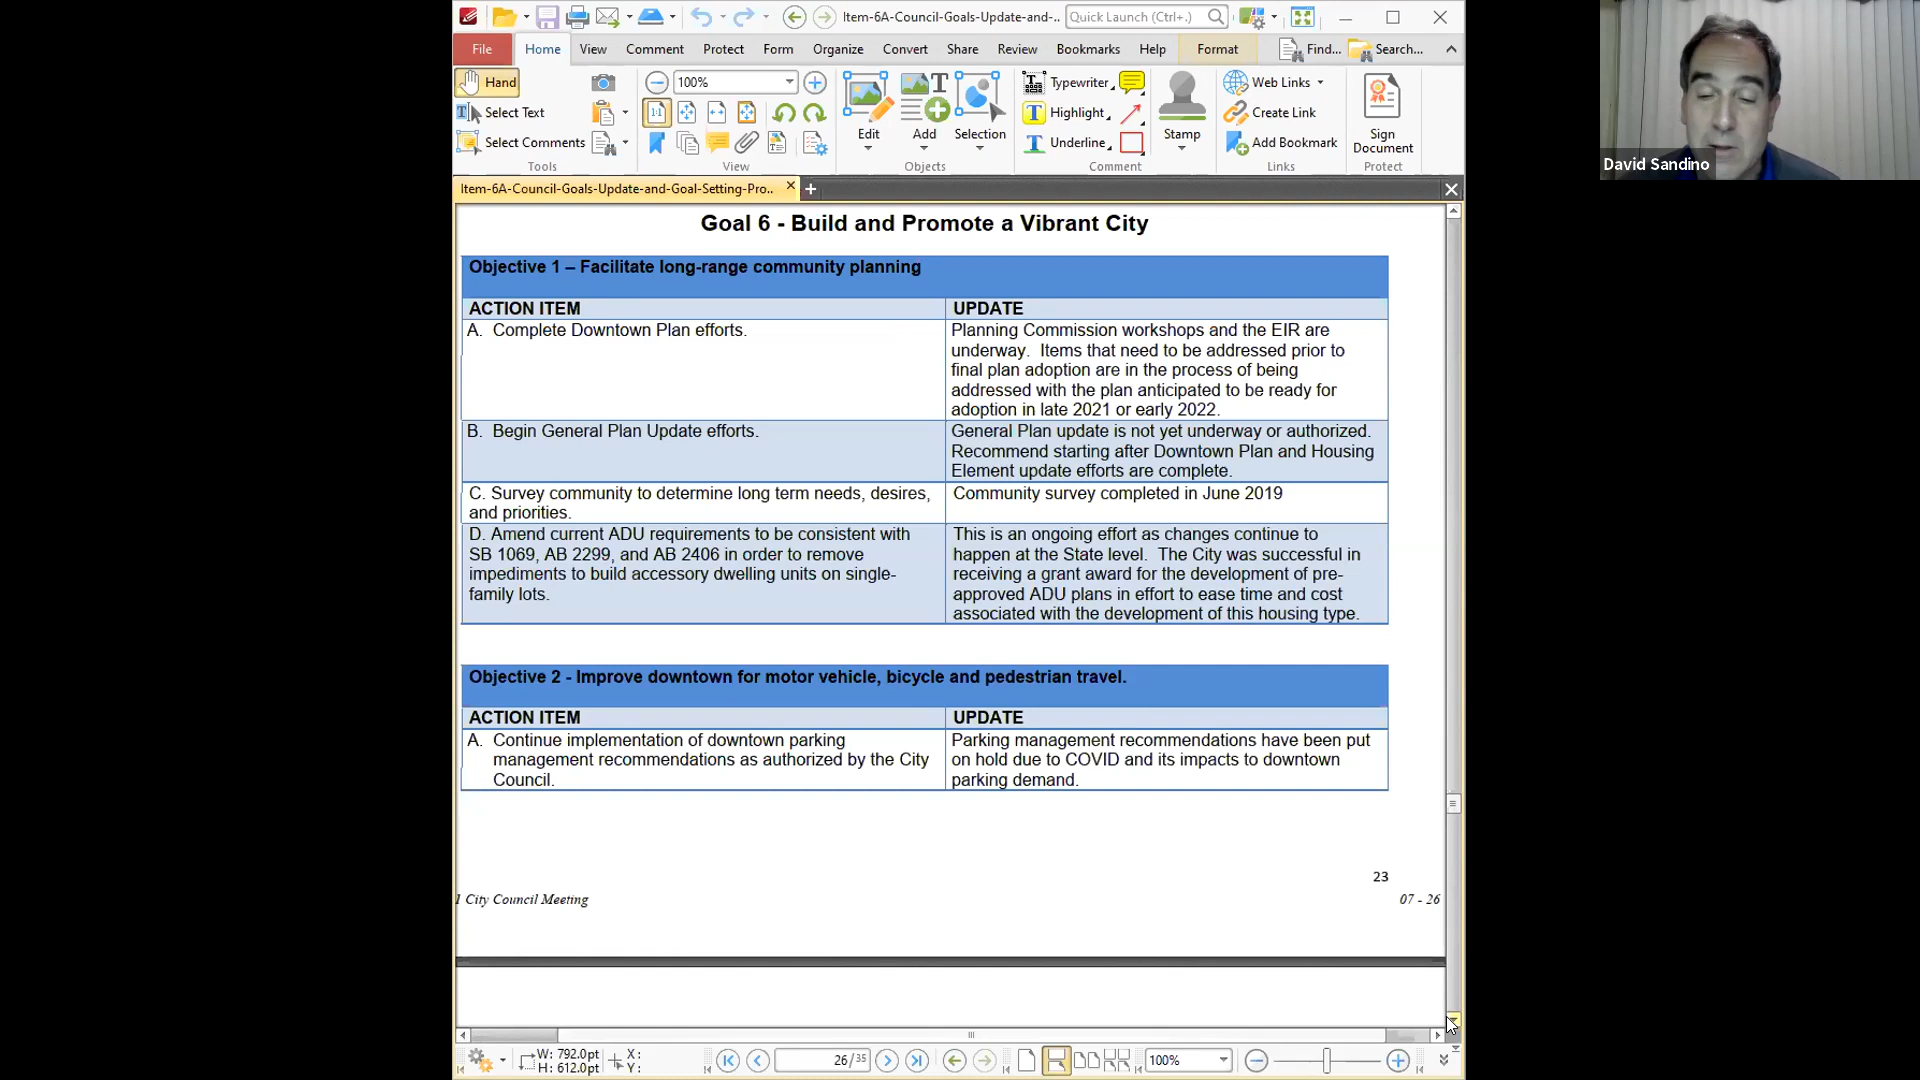 Item-6A-Council-Goals-Update-and-..
Quick Launch (Ctrl+.)
File Home View Comment Protect Form Organize Convert Share Review Bookmarks Help Format Find... Search...
Hand
Select Text
Select Comments
Tools
100%
1:1
View
Edit Add Selection
Objects
Typewriter
Highlight
Underline
Comment
Stamp
Web Links
Create Link
Add Bookmark
Links
Sign
Document
Protect
Item-6A-Council-Goals-Update-and-Goal-Setting-Pro..
Goal 6 - Build and Promote a Vibrant City
Objective 1 – Facilitate long-range community planning
ACTION ITEM UPDATE
A. Complete Downtown Plan efforts.
Planning Commission workshops and the EIR are
underway. Items that need to be addressed prior to
final plan adoption are in the process of being
addressed with the plan anticipated to be ready for
adoption in late 2021 or early 2022.
B. Begin General Plan Update efforts.
General Plan update is not yet underway or authorized.
Recommend starting after Downtown Plan and Housing
Element update efforts are complete.
C. Survey community to determine long term needs, desires,
and priorities.
Community survey completed in June 2019
D. Amend current ADU requirements to be consistent with
SB 1069, AB 2299, and AB 2406 in order to remove
impediments to build accessory dwelling units on single-
family lots.
This is an ongoing effort as changes continue to
happen at the State level. The City was successful in
receiving a grant award for the development of pre-
approved ADU plans in effort to ease time and cost
associated with the development of this housing type.
Objective 2 - Improve downtown for motor vehicle, bicycle and pedestrian travel.
ACTION ITEM UPDATE
A. Continue implementation of downtown parking
management recommendations as authorized by the City
Council.
Parking management recommendations have been put
on hold due to COVID and its impacts to downtown
parking demand.
23
1 City Council Meeting
07 - 26
W: 792.0pt
H: 612.0pt
X:
Y:
26/35
100%
David Sandino